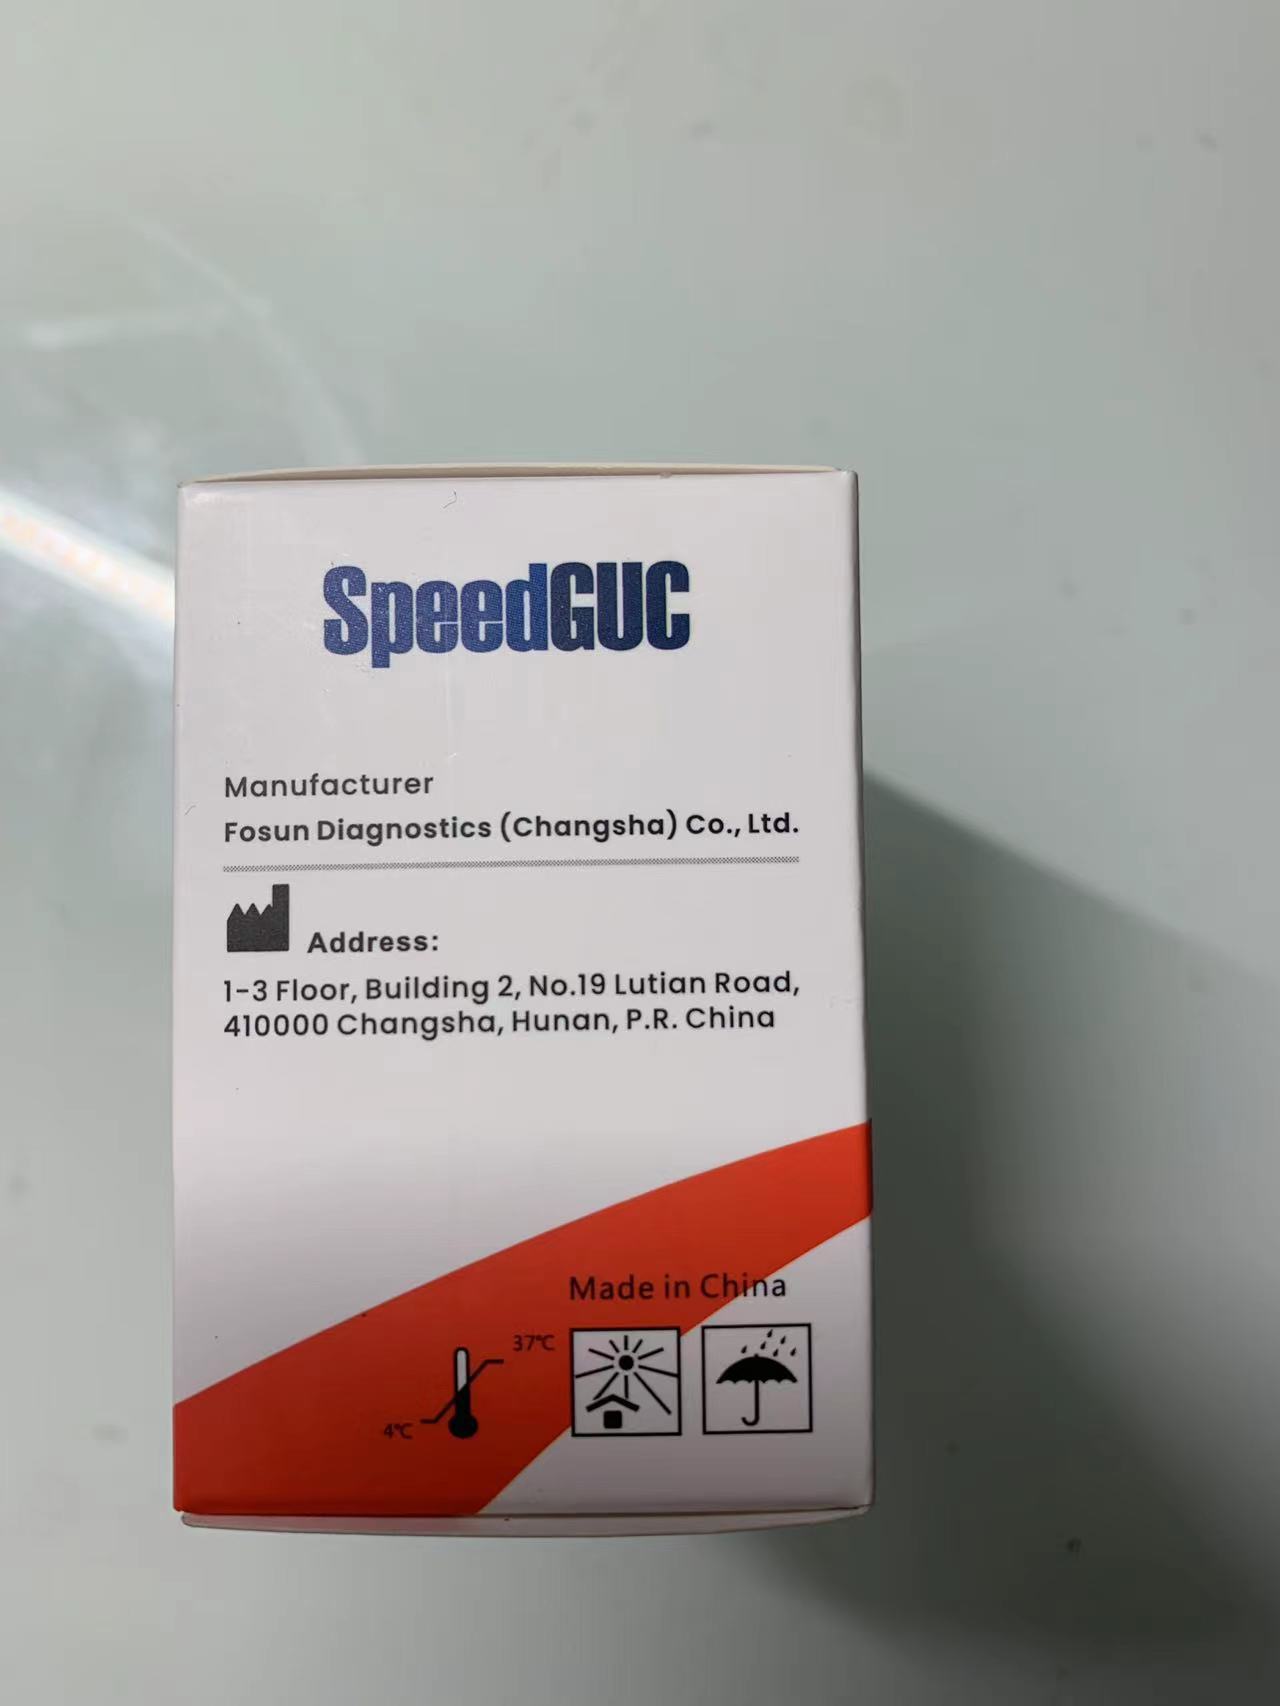 SpeedGUC
Manufacturer
Fosun Diagnostics (Changsha) Co., Ltd.
Address:
1-3 Floor, Building 2, No.19 Lutian Road,
410000 Changsha, Hunan, P.R. China
Made in China
37℃
4℃